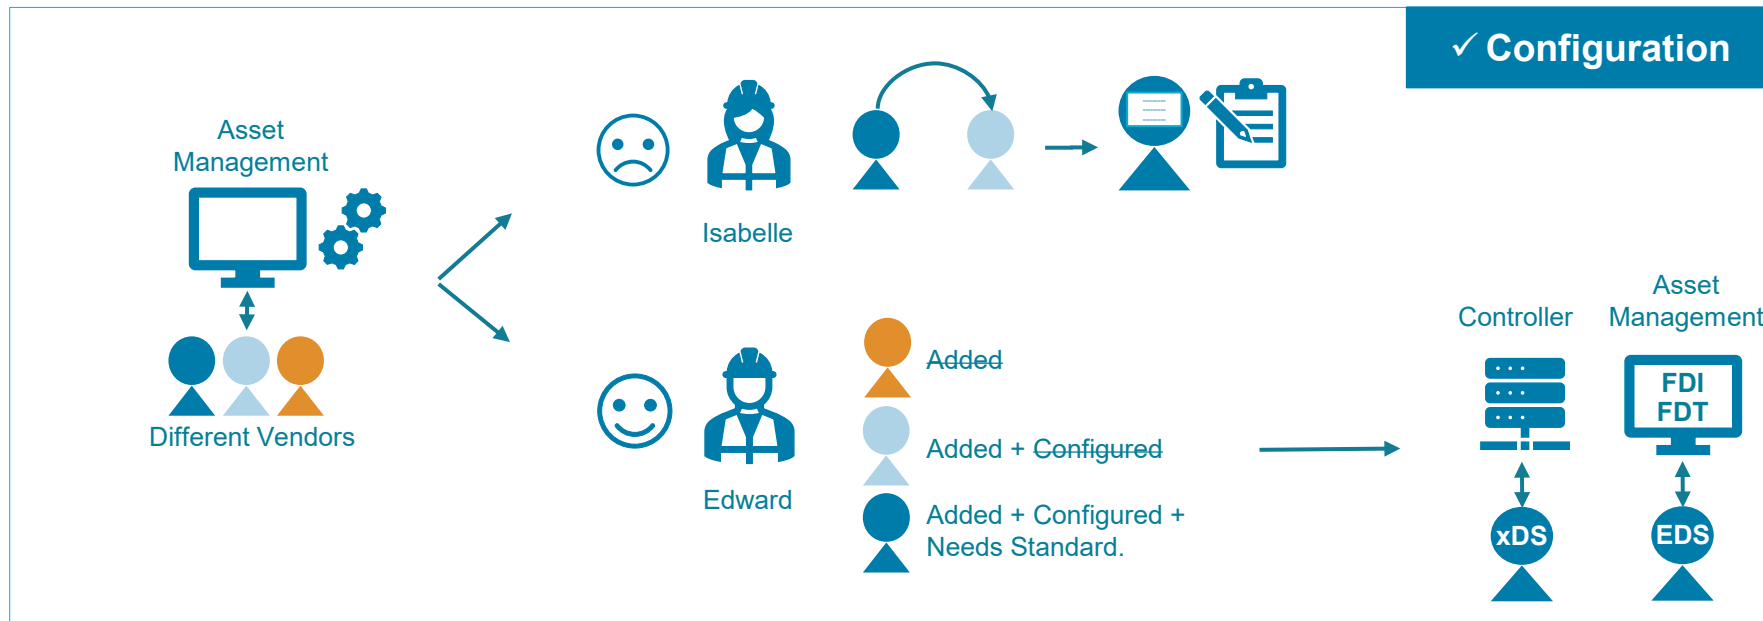 ✓ Configuration
Asset
Management
Different Vendors
Isabelle
Edward
Added
Added + Configured
Added + Configured +
Needs Standard.
Controller
Asset
Management
FDI
FDT
xDS
EDS